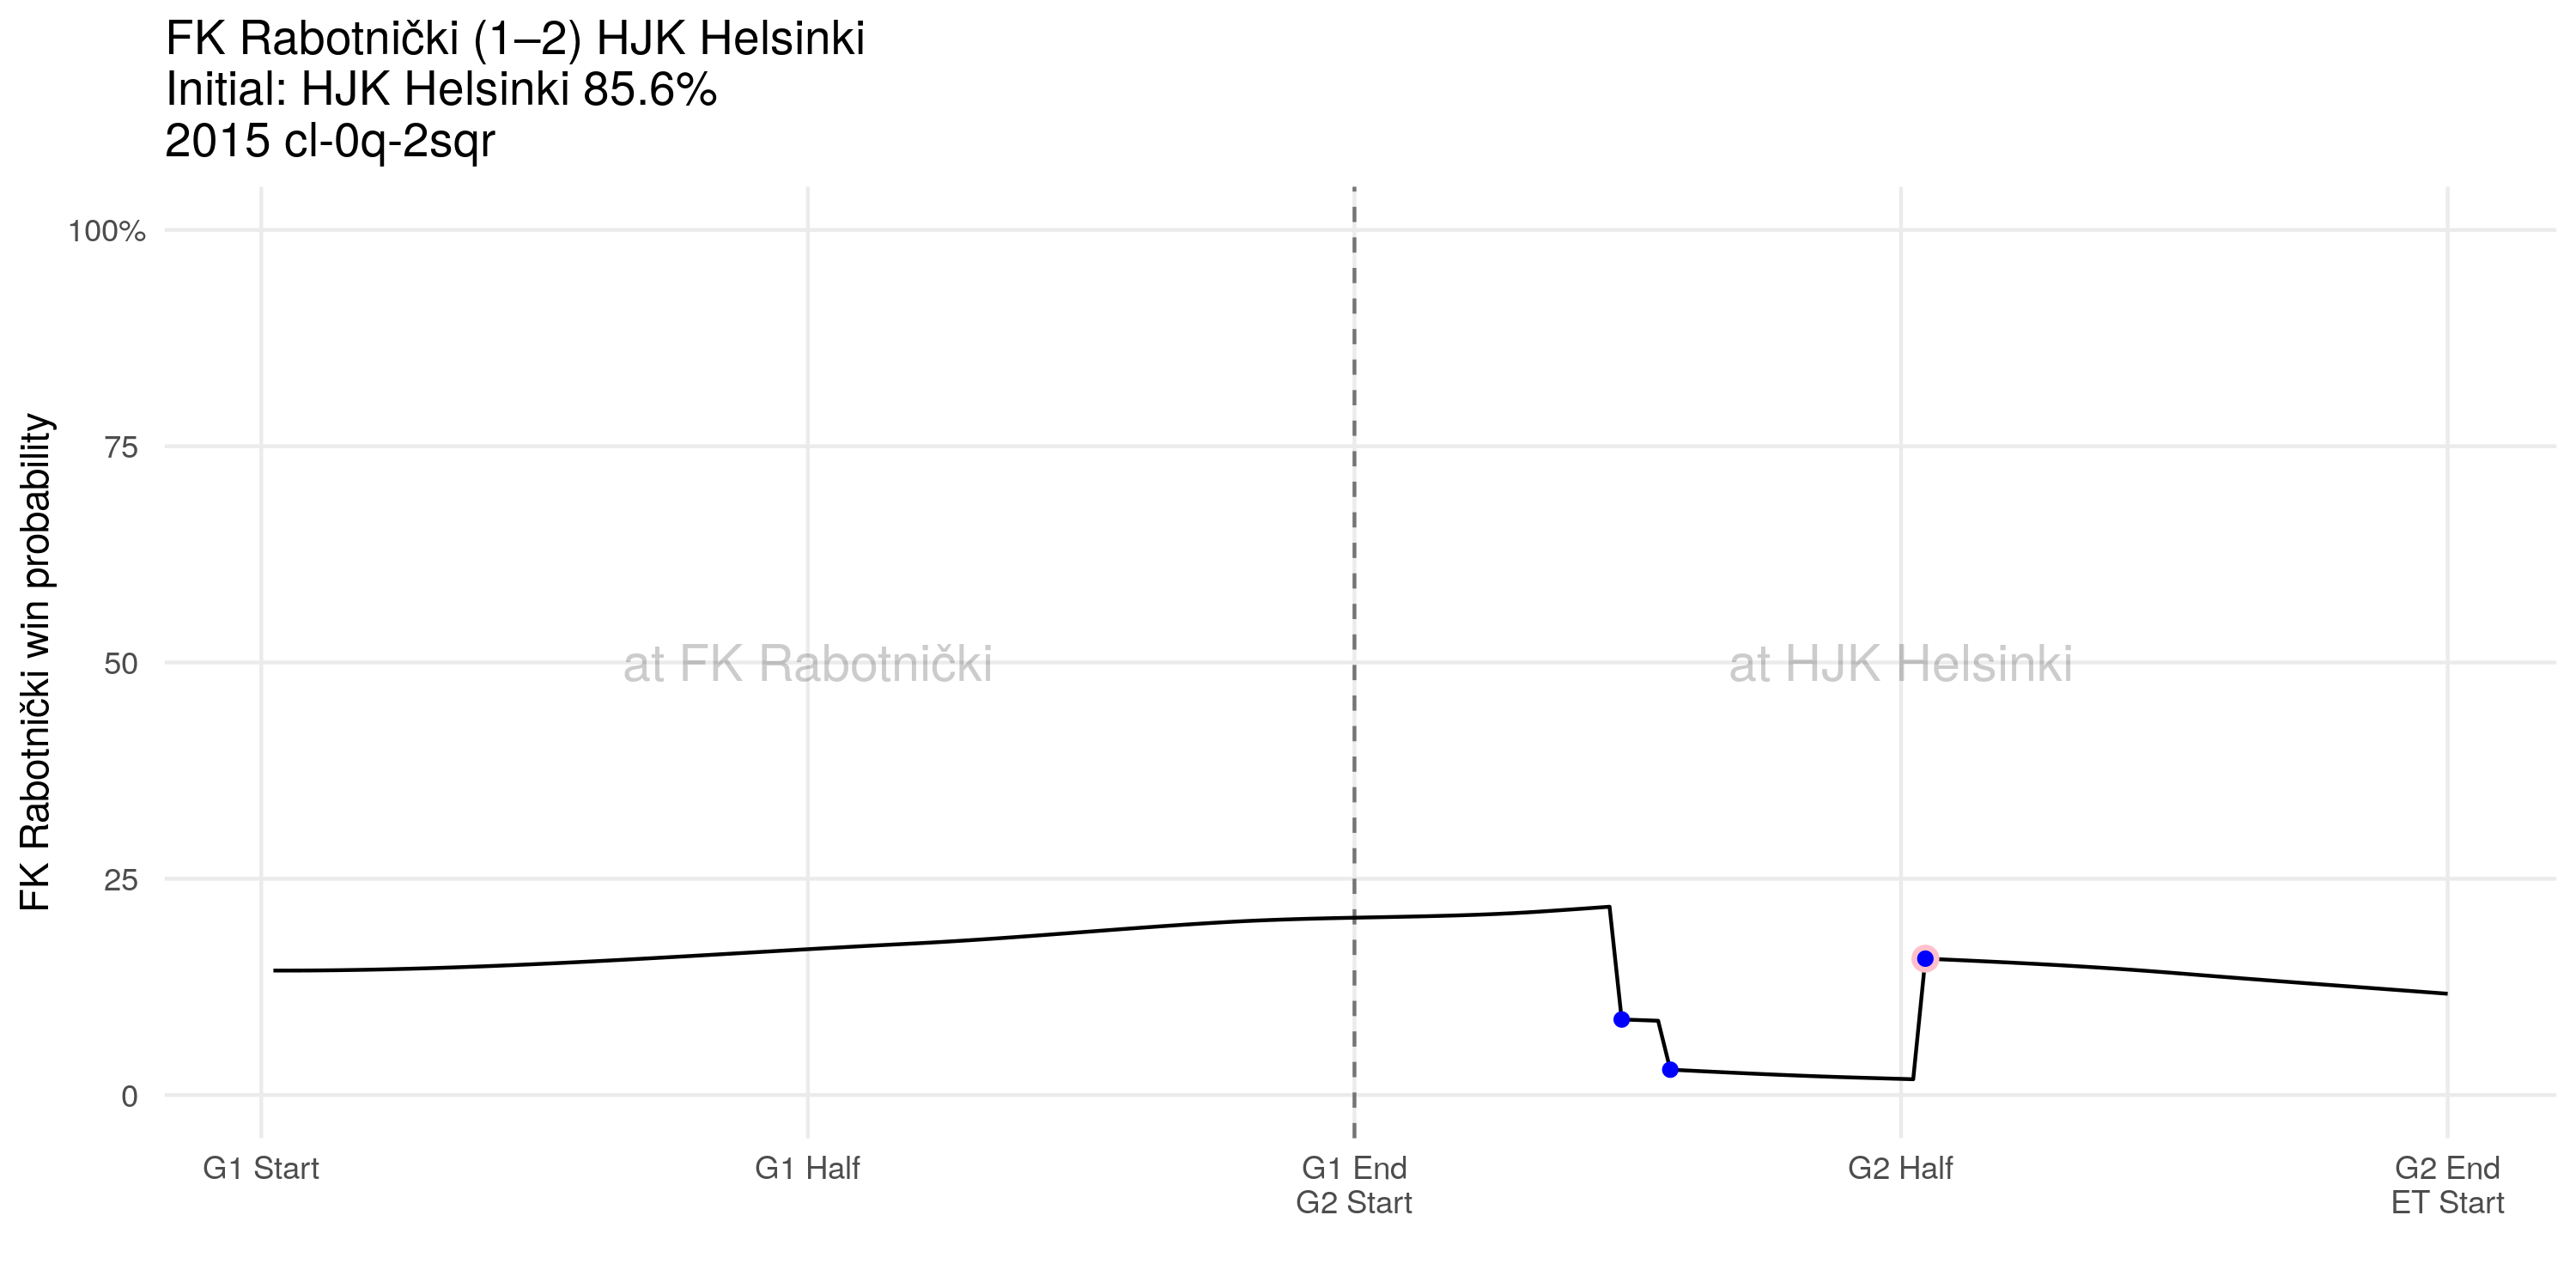 FK Rabotnički (1–2) HJK Helsinki
Initial: HJK Helsinki 85.6%
2015 cl-0q-2sqr
FK Rabotnički win probability
100%
75
50
25
0
at FK Rabotnički
at HJK Helsinki
G1 Start
G1 Half
G1 End
G2 Start
G2 Half
G2 End
ET Start